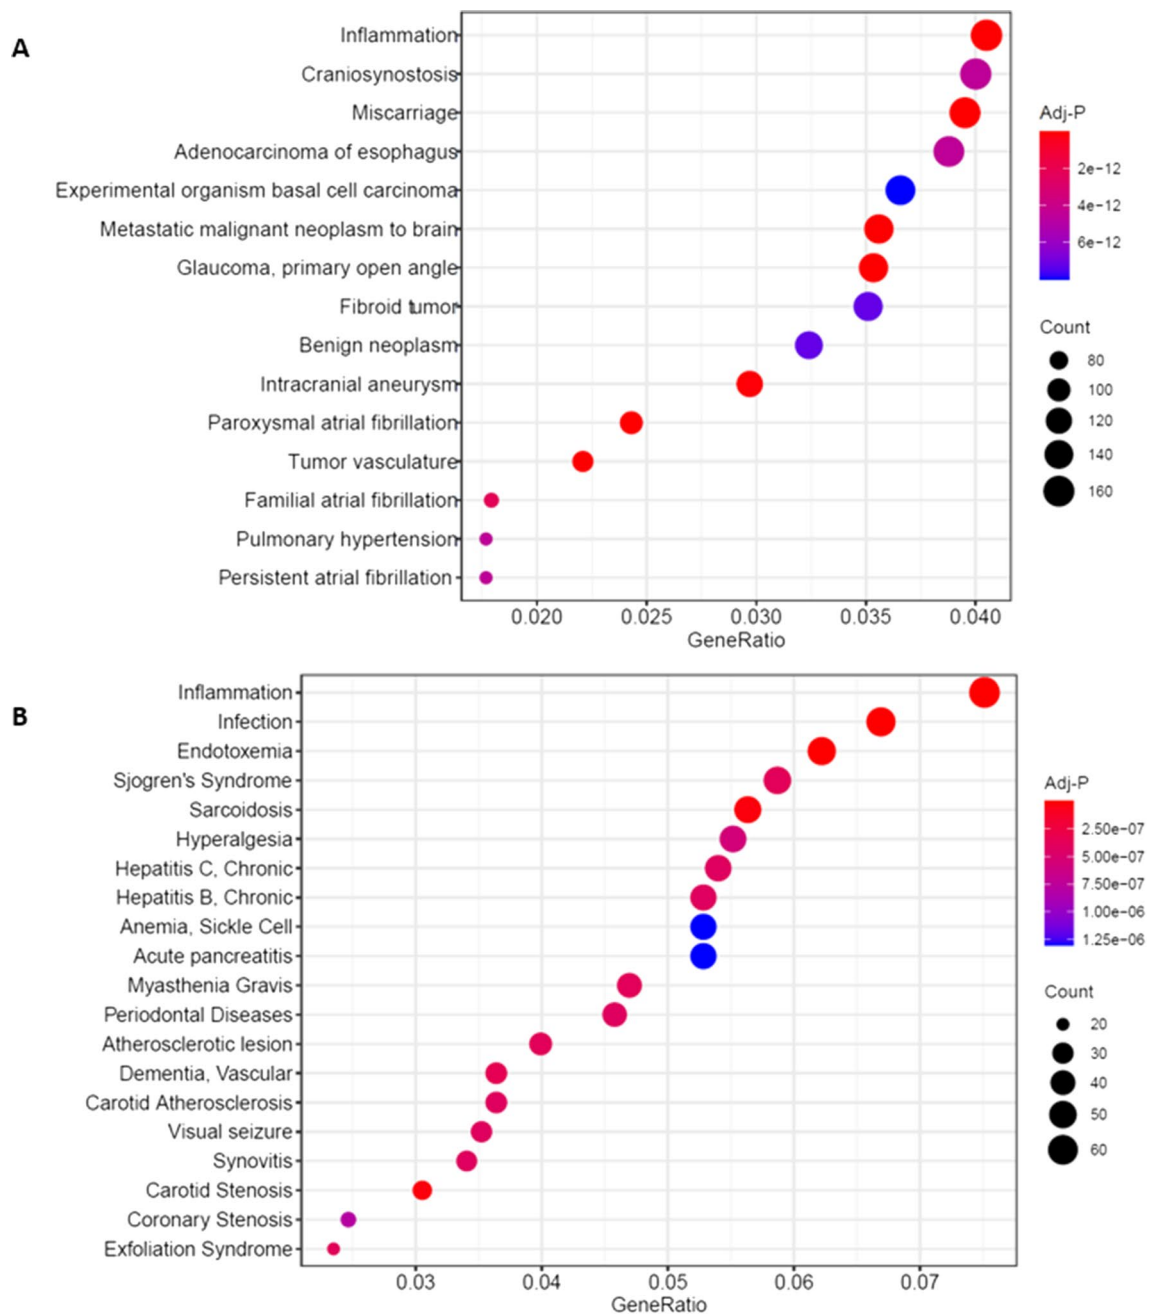 A
Inflammation
Craniosynostosis
Miscarriage
Adenocarcinoma of esophagus
Experimental organism basal cell carcinoma
Metastatic malignant neoplasm to brain
Glaucoma, primary open angle
Fibroid tumor
Benign neoplasm
Intracranial aneurysm
Paroxysmal atrial fibrillation
Tumor vasculature
Familial atrial fibrillation
Pulmonary hypertension
Persistent atrial fibrillation
0.020 0.025 0.030 0.035 0.040
GeneRatio
Adj-P
2e-12
4e-12
6e-12
Count
80
100
120
140
160
B
Inflammation
Infection
Endotoxemia
Sjogren's Syndrome
Sarcoidosis
Hyperalgesia
Hepatitis C, Chronic
Hepatitis B, Chronic
Anemia, Sickle Cell
Acute pancreatitis
Myasthenia Gravis
Periodontal Diseases
Atherosclerotic lesion
Dementia, Vascular
Carotid Atherosclerosis
Visual seizure
Synovitis
Carotid Stenosis
Coronary Stenosis
Exfoliation Syndrome
0.03 0.04 0.05 0.06 0.07
GeneRatio
Adj-P
2.50e-07
5.00e-07
7.50e-07
1.00e-06
1.25e-06
Count
20
30
40
50
60